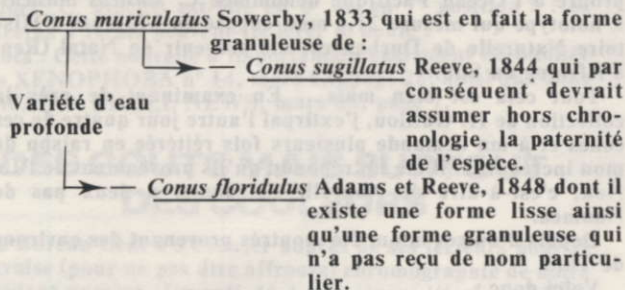 — Conus muriculatus Sowerby, 1833 qui est en fait la forme
granuleuse de :
Conus sugillatus Reeve, 1844 qui par
conséquent devrait
assumer hors chro-
nologie, la paternité
de l'espèce.
Variété d'eau
profonde
Conus floridulus Adams et Reeve, 1848 dont il
existe une forme lisse ainsi
qu'une forme granuleuse qui
n'a pas reçu de nom particu-
lier.